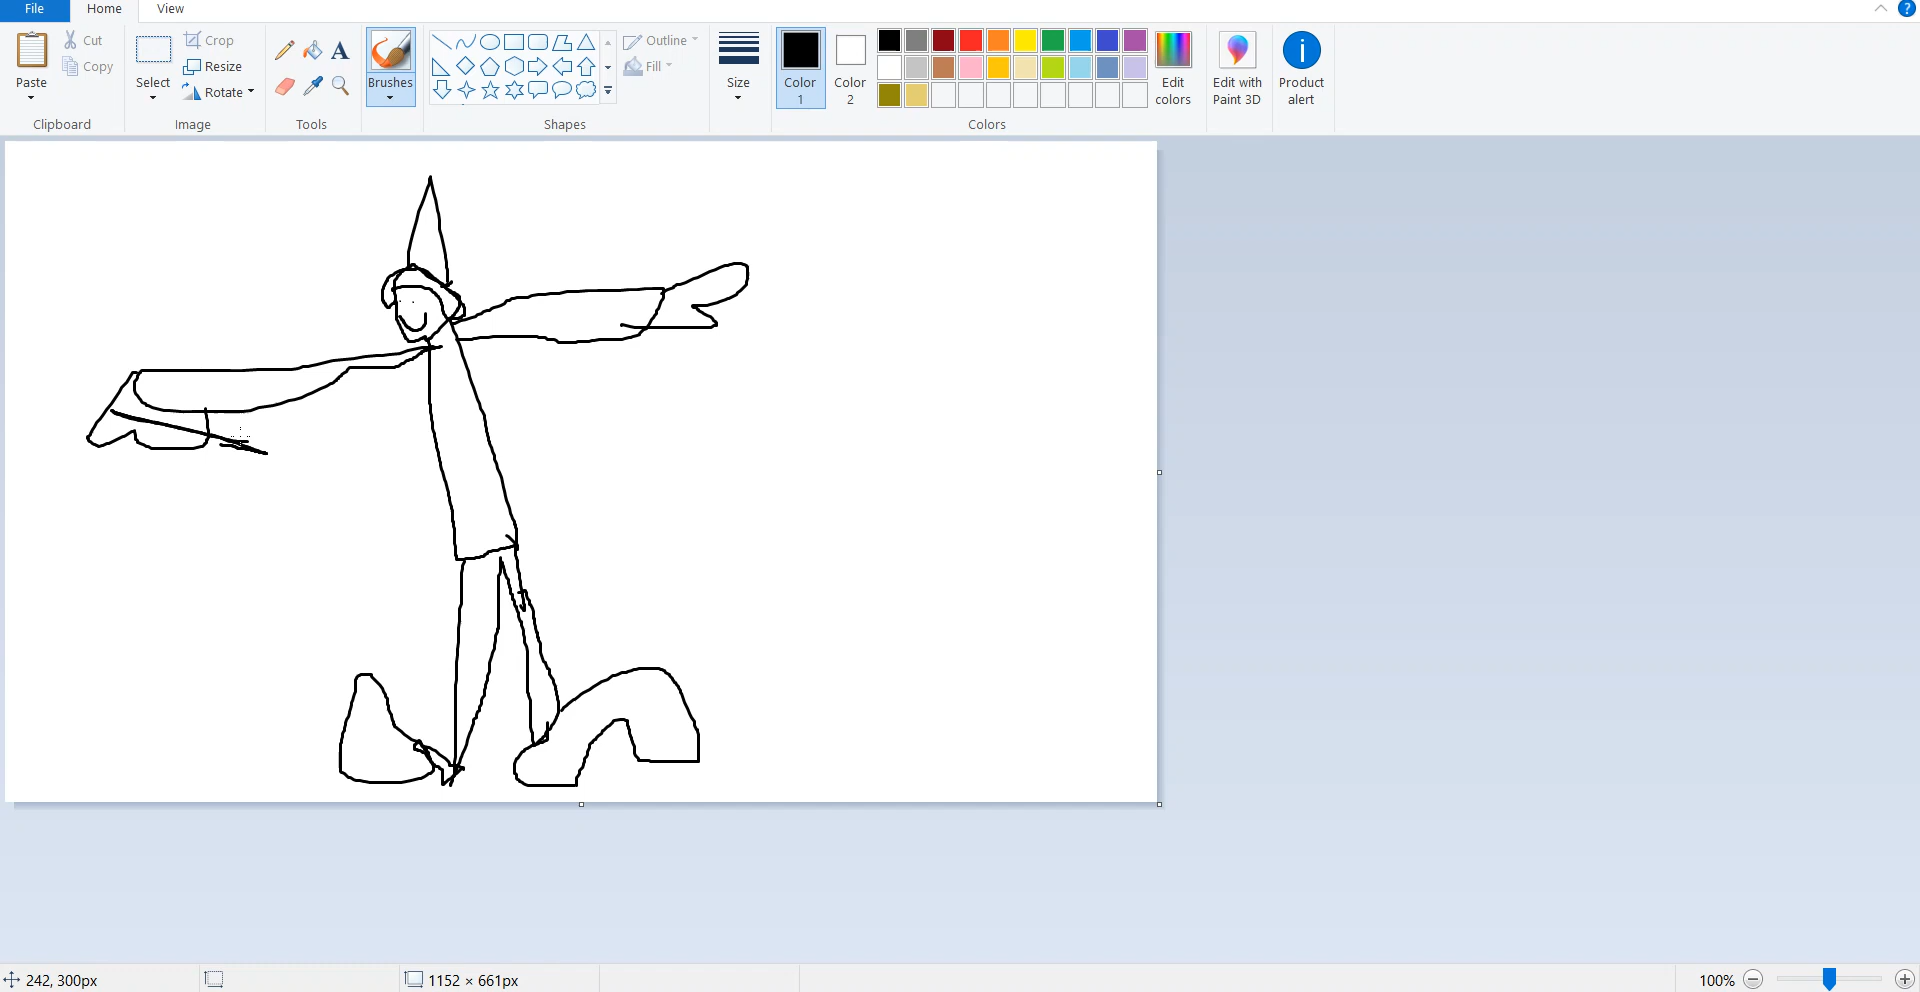 File Home View
Paste Cut Copy
Select Crop Resize Rotate
A
Brushes
Outline Fill
Size
Color 1
Color 2
Edit colors
Edit with Paint 3D
Product alert
Clipboard Image Tools Shapes Colors
242, 300px 1152 × 661px 100%